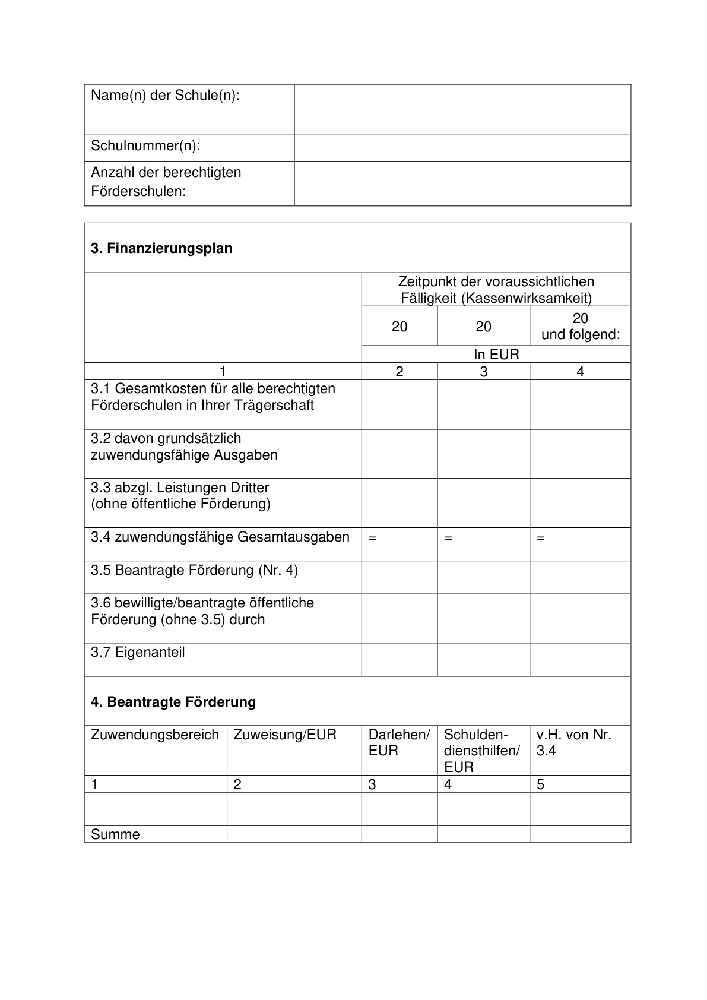 Name(n) der Schule(n):
Schulnummer(n):
Anzahl der berechtigten
Förderschulen:
3. Finanzierungsplan
Zeitpunkt der voraussichtlichen
Fälligkeit (Kassenwirksamkeit)
20 20 20
und folgend:
In EUR
1 2 3 4
3.1 Gesamtkosten für alle berechtigten
Förderschulen in Ihrer Trägerschaft
3.2 davon grundsätzlich
zuwendungsfähige Ausgaben
3.3 abzgl. Leistungen Dritter
(ohne öffentliche Förderung)
3.4 zuwendungsfähige Gesamtausgaben = = =
3.5 Beantragte Förderung (Nr. 4)
3.6 bewilligte/beantragte öffentliche
Förderung (ohne 3.5) durch
3.7 Eigenanteil
4. Beantragte Förderung
Zuwendungsbereich Zuweisung/EUR Darlehen/ Schulden- v.H. von Nr.
EUR diensthilfen/ 3.4
EUR
1 2 3 4 5
Summe